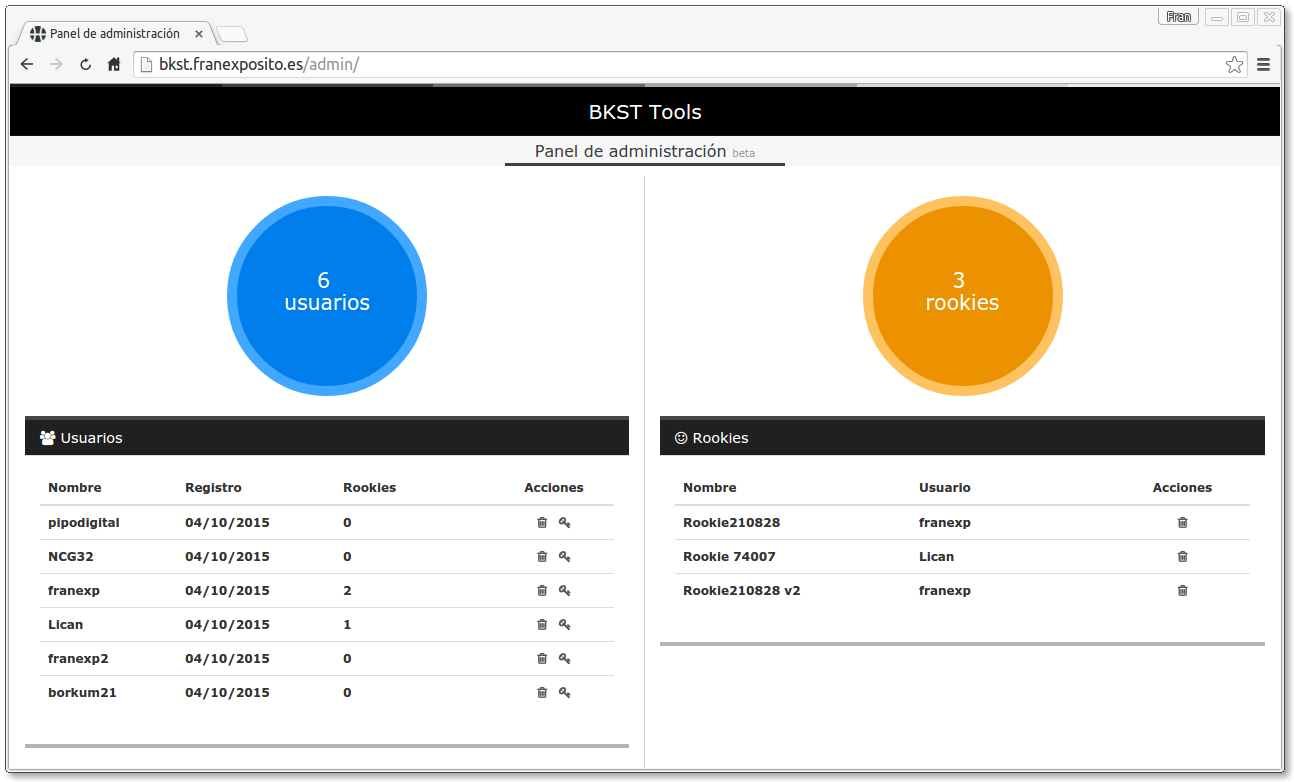 Fran
Panel de administración
bkst.franexposito.es/admin/
BKST Tools
Panel de administración beta
6
usuarios
3
rookies
Usuarios
Nombre Registro Rookies Acciones
pipodigital 04/10/2015 0
NCG32 04/10/2015 0
franexp 04/10/2015 2
Lican 04/10/2015 1
franexp2 04/10/2015 0
borkum21 04/10/2015 0
Rookies
Nombre Usuario Acciones
Rookie210828 franexp
Rookie 74007 Lican
Rookie210828 v2 franexp